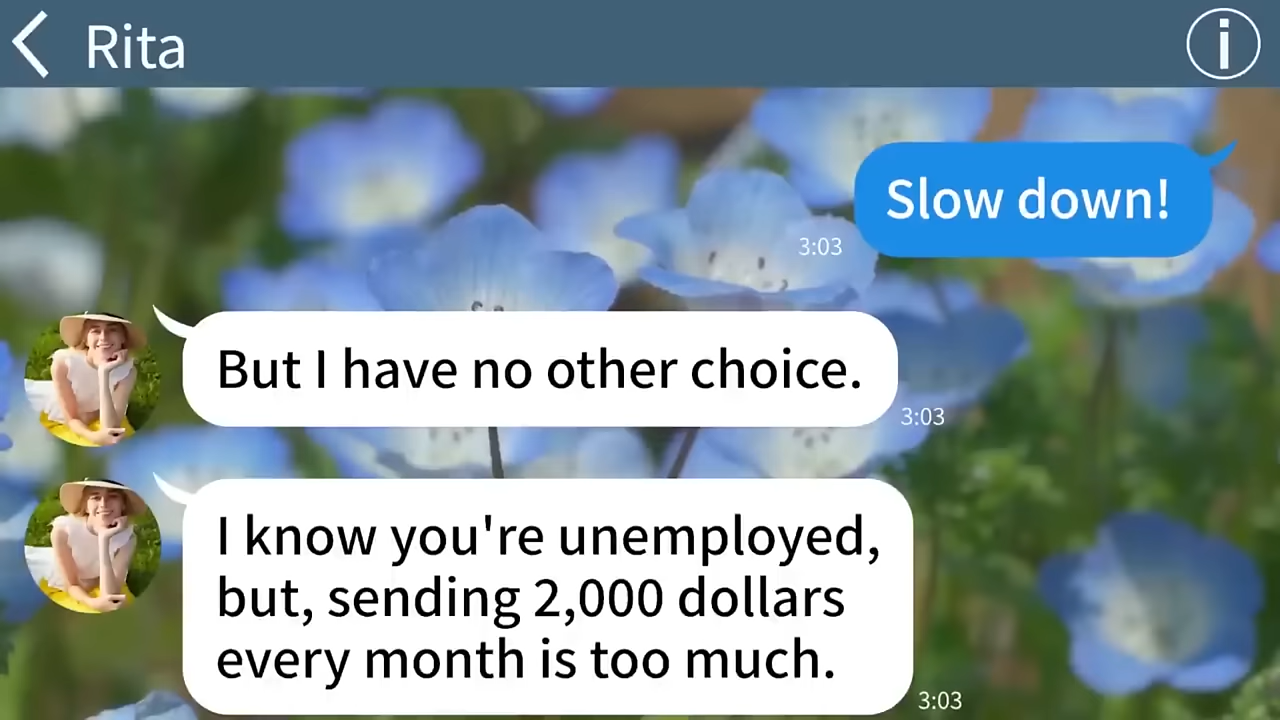 Rita
Slow down!
3:03
But I have no other choice.
3:03
I know you're unemployed,
but, sending 2,000 dollars
every month is too much.
3:03